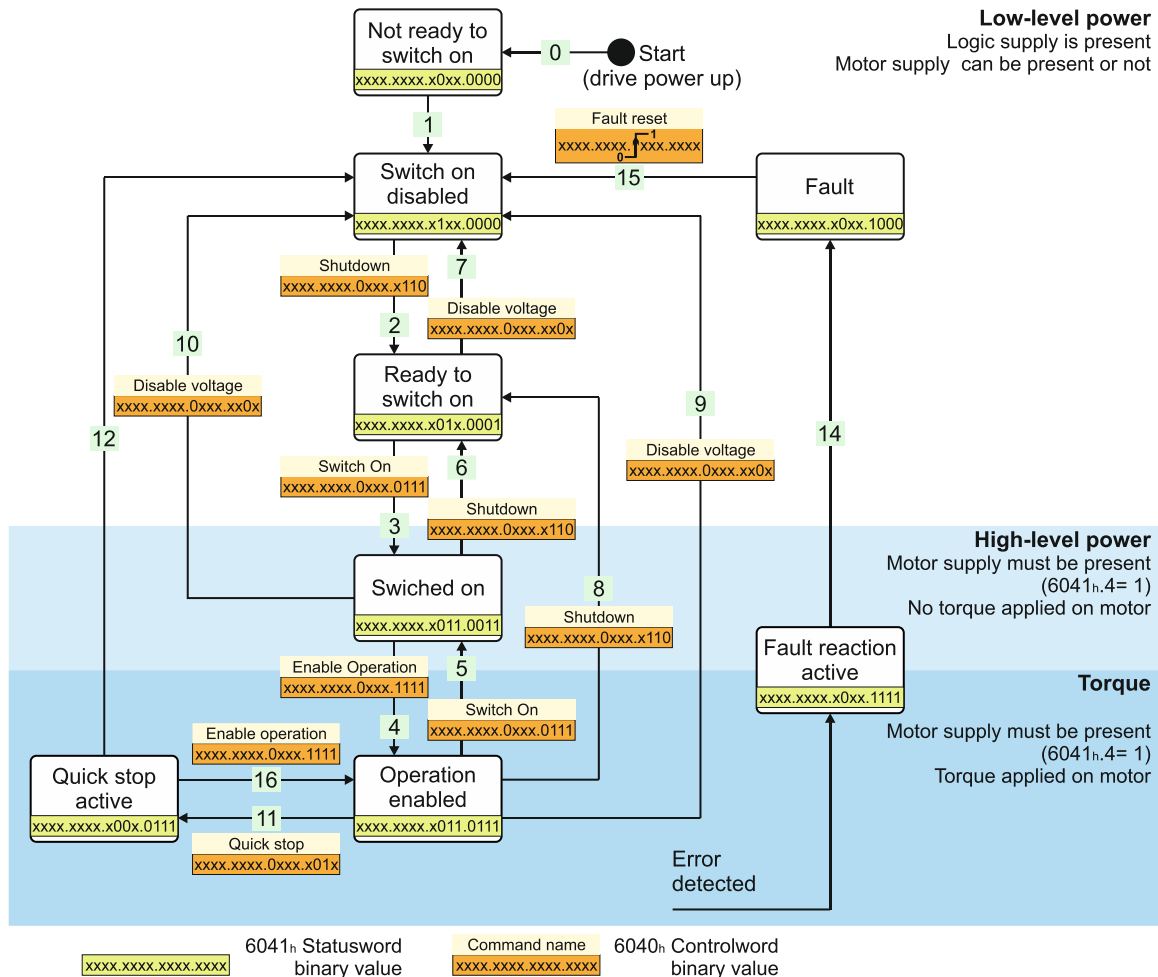 Low-level power
Logic supply is present
Motor supply can be present or not
Not ready to
switch on
xxxx.xxxx.x0xx.0000
0
Start
(drive power up)
1
Fault reset
xxxx.xxxx. xxx.xxxx
0
1
15
Switch on
disabled
xxxx.xxxx.x1xx.0000
Fault
xxxx.xxxx.x0xx.1000
Shutdown
xxxx.xxxx.0xxx.x110
2
7
Disable voltage
xxxx.xxxx.0xxx.xx0x
10
Disable voltage
xxxx.xxxx.0xxx.xx0x
12
Ready to
switch on
xxxx.xxxx.x01x.0001
9
Disable voltage
xxxx.xxxx.0xxx.xx0x
14
Switch On
xxxx.xxxx.0xxx.0111
3
6
Shutdown
xxxx.xxxx.0xxx.x110
High-level power
Motor supply must be present
(6041h.4= 1)
No torque applied on motor
Swiched on
xxxx.xxxx.x011.0011
8
Shutdown
xxxx.xxxx.0xxx.x110
Fault reaction
active
xxxx.xxxx.x0xx.1111
Enable Operation
xxxx.xxxx.0xxx.1111
4
5
Switch On
xxxx.xxxx.0xxx.0111
Torque
Motor supply must be present
(6041h.4= 1)
Torque applied on motor
Enable operation
xxxx.xxxx.0xxx.1111
16
Quick stop
active
xxxx.xxxx.x00x.0111
Operation
enabled
xxxx.xxxx.x011.0111
11
Quick stop
xxxx.xxxx.0xxx.x01x
Error
detected
xxxx.xxxx.xxxx.xxxx
6041h Statusword
binary value
Command name
xxxx.xxxx.xxxx.xxxx
6040h Controlword
binary value